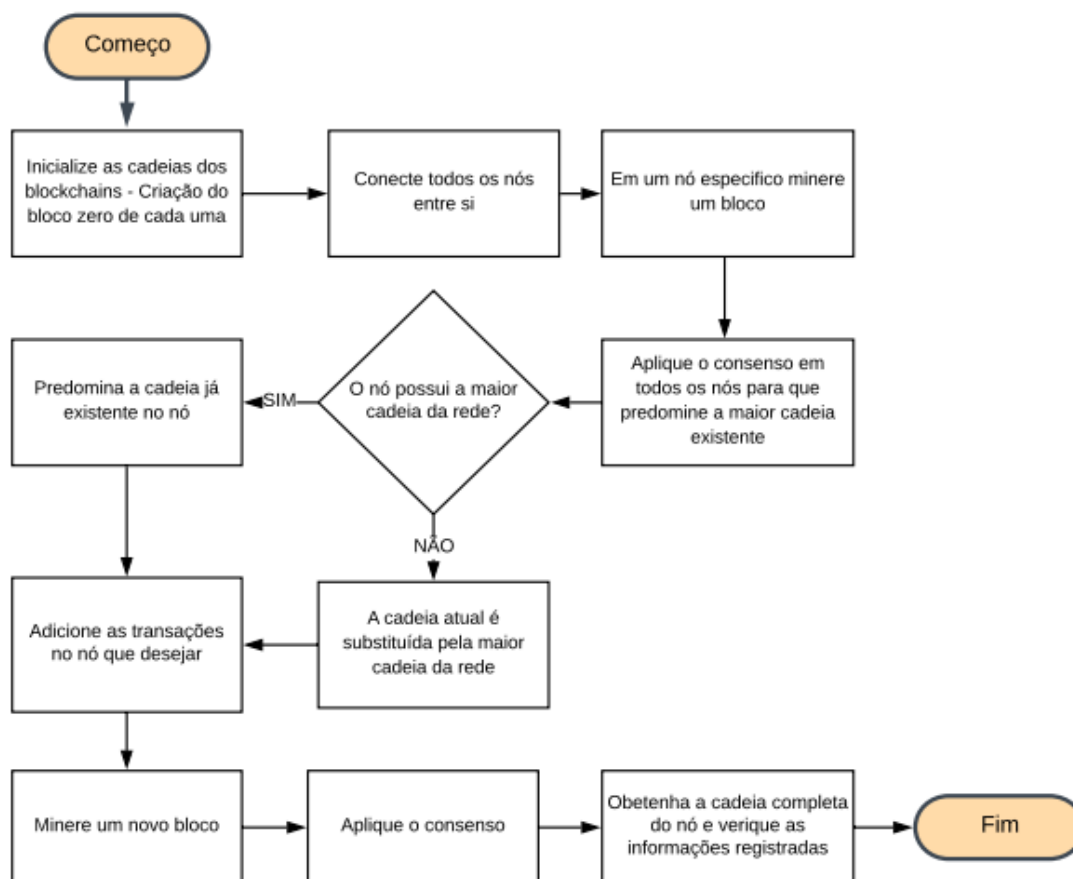 Começo
Inicialize as cadeias dos
blockchains - Criação do
bloco zero de cada uma
Conecte todos os nós
entre si
Em um nó especifico minere
um bloco
Aplique o consenso em
todos os nós para que
predomine a maior cadeia
existente
O nó possui a maior
cadeia da rede?
SIM
Predomina a cadeia já
existente no nó
NÃO
A cadeia atual é
substituída pela maior
cadeia da rede
Adicione as transações
no nó que desejar
Minere um novo bloco
Aplique o consenso
Obetenha a cadeia completa
do nó e verique as
informações registradas
Fim